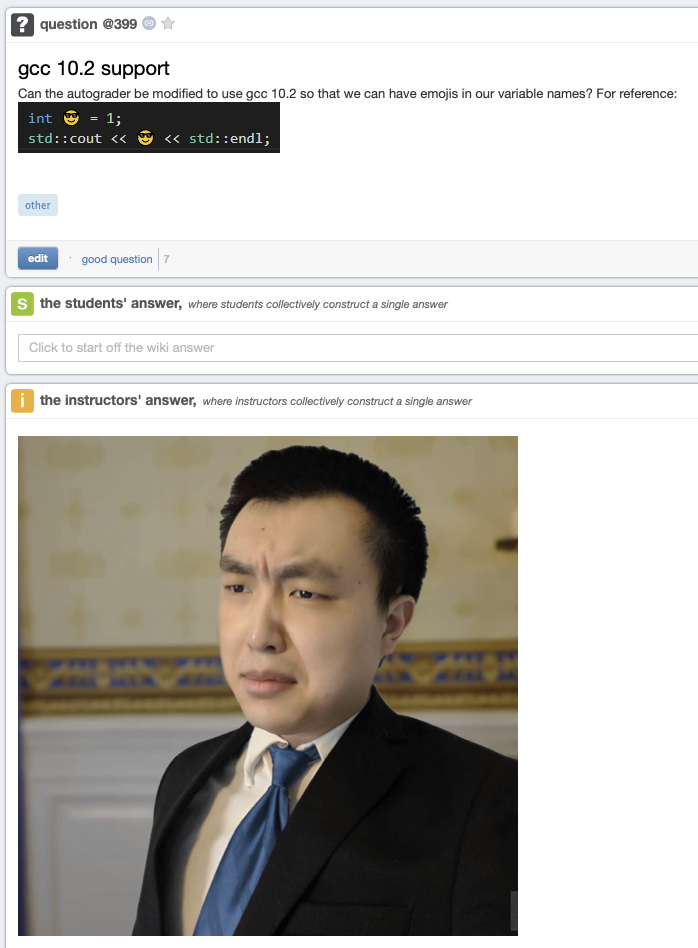 question @399
gcc 10.2 support
Can the autograder be modified to use gcc 10.2 so that we can have emojis in our variable names? For reference:
int 😎 = 1;
std::cout << 😎 << std::endl;
other
edit · good question 7
S the students' answer, where students collectively construct a single answer
Click to start off the wiki answer
i the instructors' answer, where instructors collectively construct a single answer